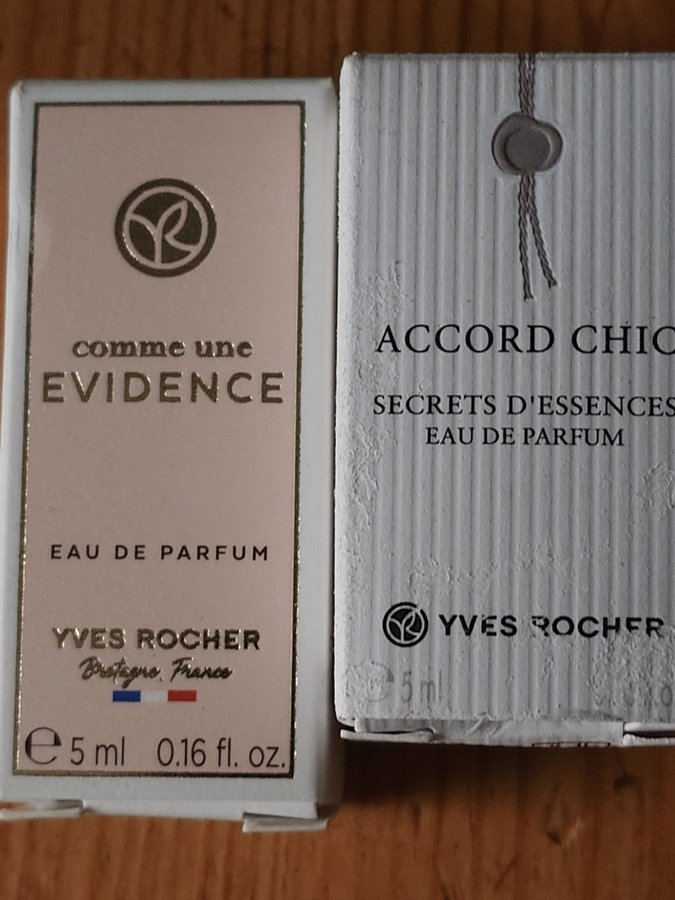 comme une
EVIDENCE
EAU DE PARFUM
YVES ROCHER
Bretagne, France
e 5 ml 0.16 fl. oz.
ACCORD CHIC
SECRETS D'ESSENCES
EAU DE PARFUM
YVES ROCHER
e 5 ml